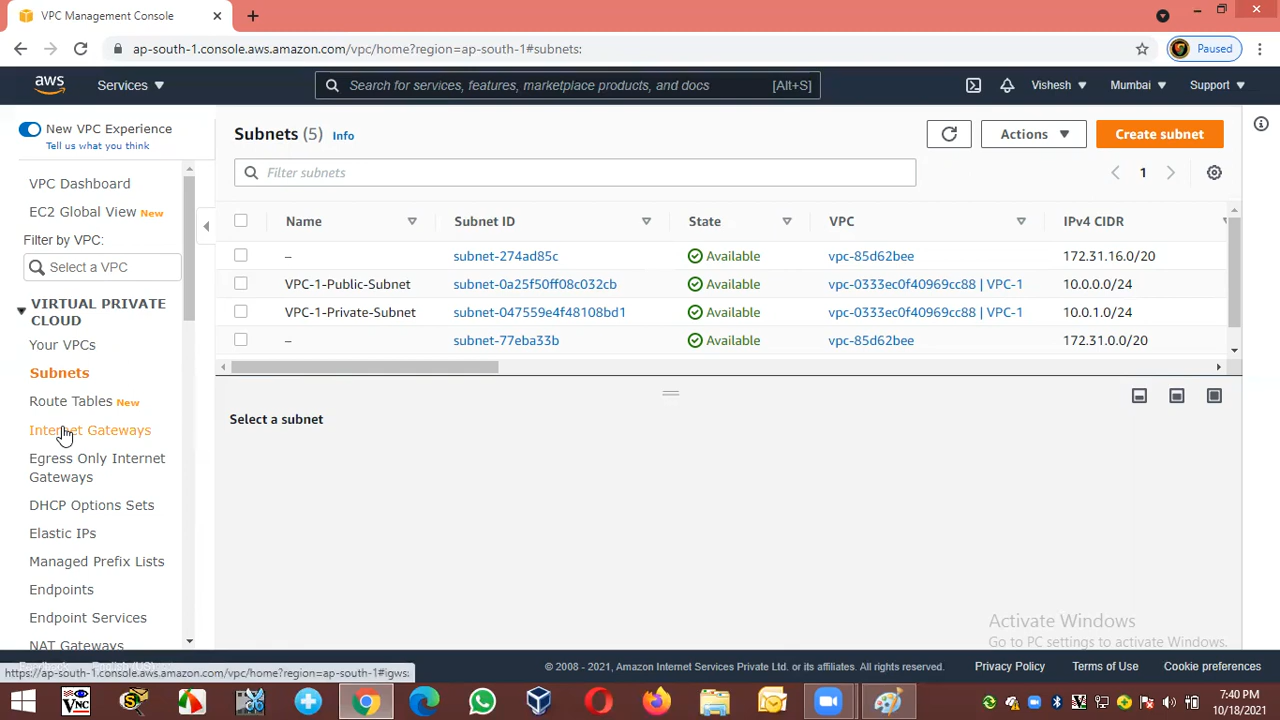 VPC Management Console
ap-south-1.console.aws.amazon.com/vpc/home?region=ap-south-1#subnets:
Paused
aws
Services
Search for services, features, marketplace products, and docs
[Alt+S]
Vishesh
Mumbai
Support
New VPC Experience
Tell us what you think
VPC Dashboard
EC2 Global View New
Filter by VPC:
Select a VPC
VIRTUAL PRIVATE
CLOUD
Your VPCs
Subnets
Route Tables New
Internet Gateways
Egress Only Internet
Gateways
DHCP Options Sets
Elastic IPs
Managed Prefix Lists
Endpoints
Endpoint Services
NAT Gateways
Subnets (5) Info
Actions
Create subnet
Filter subnets
1
Name Subnet ID State VPC IPv4 CIDR
– subnet-274ad85c Available vpc-85d62bee 172.31.16.0/20
VPC-1-Public-Subnet subnet-0a25f50ff08c032cb Available vpc-0333ec0f40969cc88 | VPC-1 10.0.0.0/24
VPC-1-Private-Subnet subnet-047559e4f48108bd1 Available vpc-0333ec0f40969cc88 | VPC-1 10.0.1.0/24
– subnet-77eba33b Available vpc-85d62bee 172.31.0.0/20
Select a subnet
Activate Windows
Go to PC settings to activate Windows.
https://ap-south-1.console.aws.amazon.com/vpc/home?region=ap-south-1#igws:
© 2008 - 2021, Amazon Internet Services Private Ltd. or its affiliates. All rights reserved.
Privacy Policy
Terms of Use
Cookie preferences
VNC
7:40 PM
10/18/2021